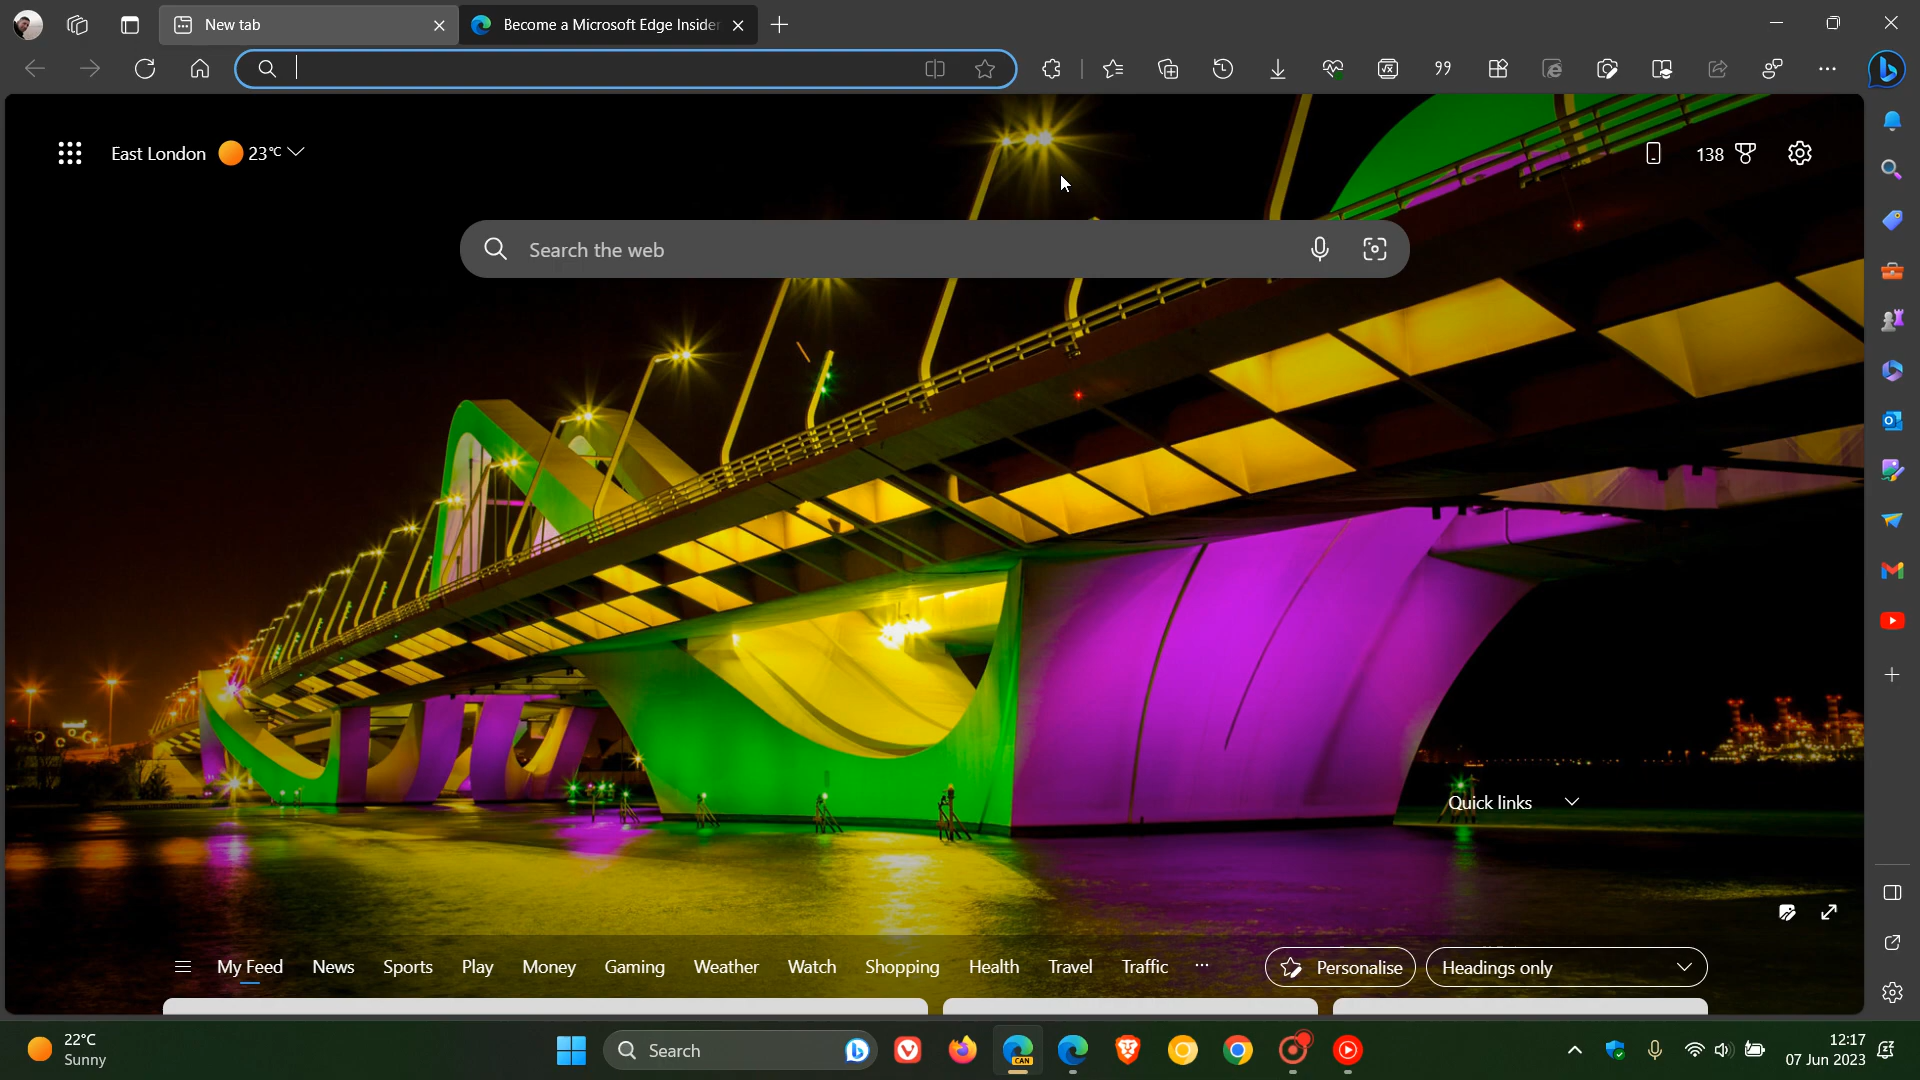 New tab
Become a Microsoft Edge Insider
East London 23°C
138
Search the web
Quick links
My Feed News Sports Play Money Gaming Weather Watch Shopping Health Travel Traffic ... Personalise Headings only
22°C
Sunny
Search
CAN
12:17
07 Jun 2023